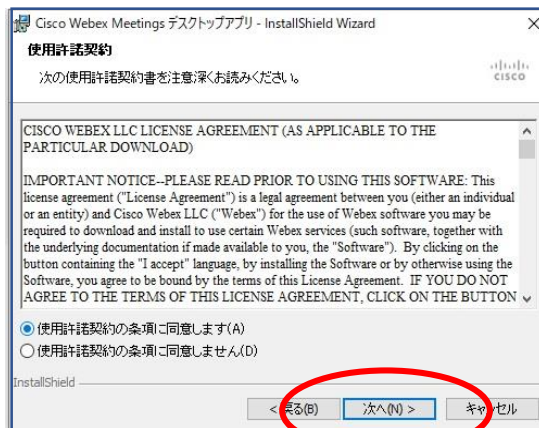 Cisco Webex Meetings デスクトップアプリ - InstallShield Wizard
使用許諾契約
次の使用許諾契約書を注意深くお読みください。
cisco
CISCO WEBEX LLC LICENSE AGREEMENT (AS APPLICABLE TO THE
PARTICULAR DOWNLOAD)
IMPORTANT NOTICE--PLEASE READ PRIOR TO USING THIS SOFTWARE: This
license agreement ("License Agreement") is a legal agreement between you (either an individual
or an entity) and Cisco Webex LLC ("Webex") for the use of Webex software you may be
required to download and install to use certain Webex services (such software, together with
the underlying documentation if made available to you, the "Software"). By clicking on the
button containing the "I accept" language, by installing the Software or by otherwise using the
Software, you agree to be bound by the terms of this License Agreement. IF YOU DO NOT
AGREE TO THE TERMS OF THIS LICENSE AGREEMENT, CLICK ON THE BUTTON
使用許諾契約の条項に同意します(A)
使用許諾契約の条項に同意しません(D)
InstallShield
< 戻る(B) 次へ(N) > キャンセル